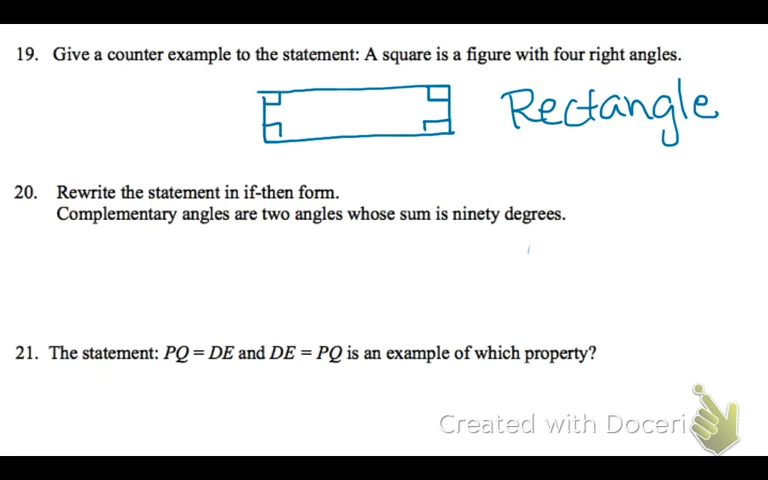 19. Give a counter example to the statement: A square is a figure with four right angles.
Rectangle
20. Rewrite the statement in if-then form.
Complementary angles are two angles whose sum is ninety degrees.
21. The statement: PQ = DE and DE = PQ is an example of which property?
Created with Doceri